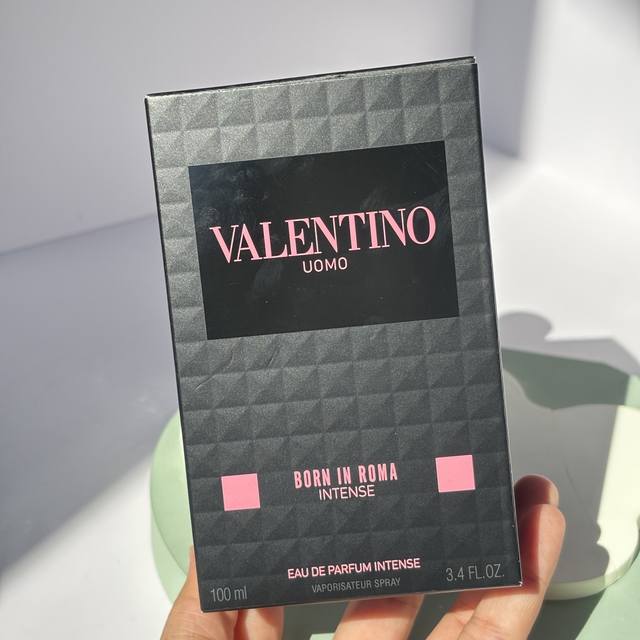 VALENTINO
UOMO
BORN IN ROMA
INTENSE
EAU DE PARFUM INTENSE
100 ml VAPORISATEUR SPRAY 3.4 FL.OZ.